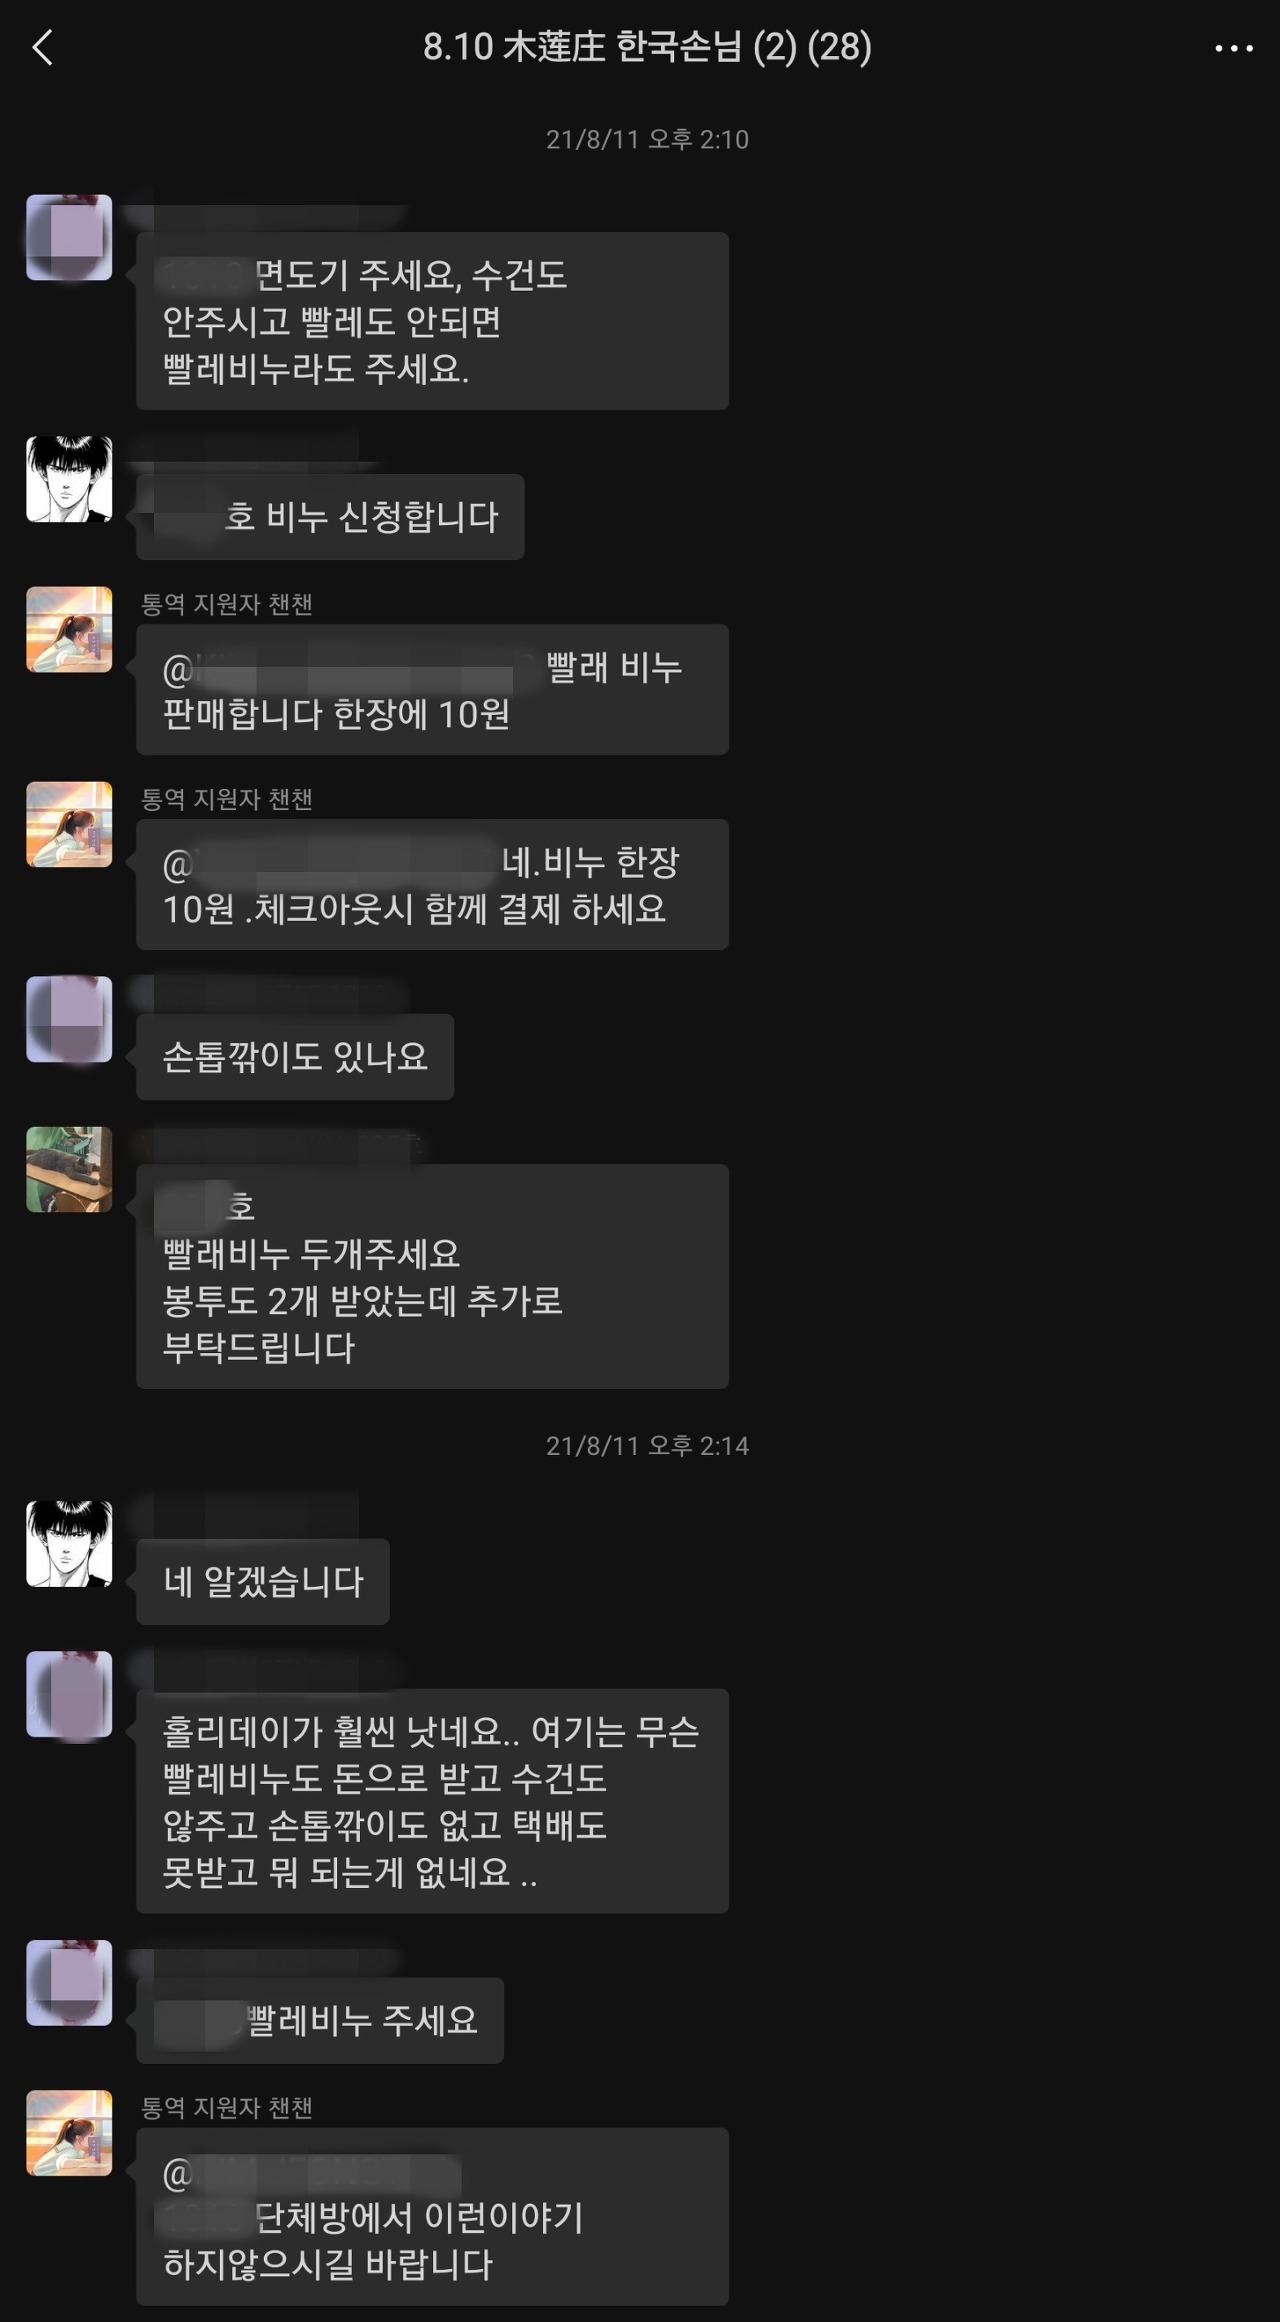 8.10 木莲庄 한국손님 (2) (28)
21/8/11 오후 2:10
면도기 주세요, 수건도
안주시고 빨레도 안되면
빨레비누라도 주세요.
호 비누 신청합니다
통역 지원자 챈챈
@ 빨래 비누
판매합니다 한장에 10원
통역 지원자 챈챈
@ 네.비누 한장
10원 .체크아웃시 함께 결제 하세요
손톱깎이도 있나요
호
빨래비누 두개주세요
봉투도 2개 받았는데 추가로
부탁드립니다
21/8/11 오후 2:14
네 알겠습니다
홀리데이가 훨씬 낫네요.. 여기는 무슨
빨레비누도 돈으로 받고 수건도
않주고 손톱깎이도 없고 택배도
못받고 뭐 되는게 없네요 ..
빨레비누 주세요
통역 지원자 챈챈
@
단체방에서 이런이야기
하지않으시길 바랍니다